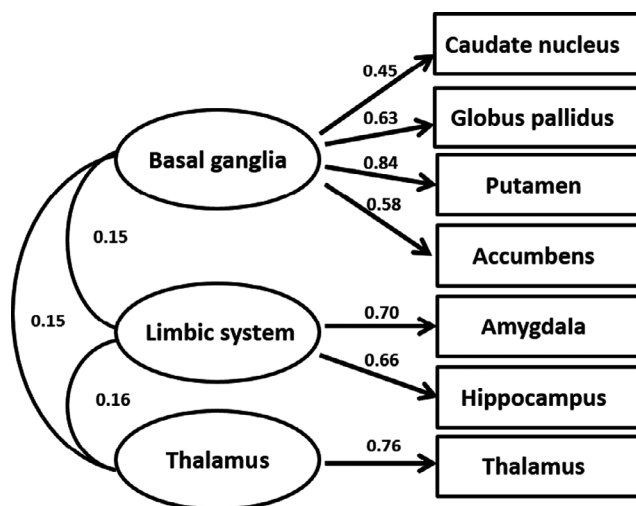 Caudate nucleus
0.45
Globus pallidus
0.63
Basal ganglia
0.84
Putamen
0.58
0.15
Accumbens
0.70
Amygdala
0.15
Limbic system
0.66
0.16
Hippocampus
0.76
Thalamus
Thalamus